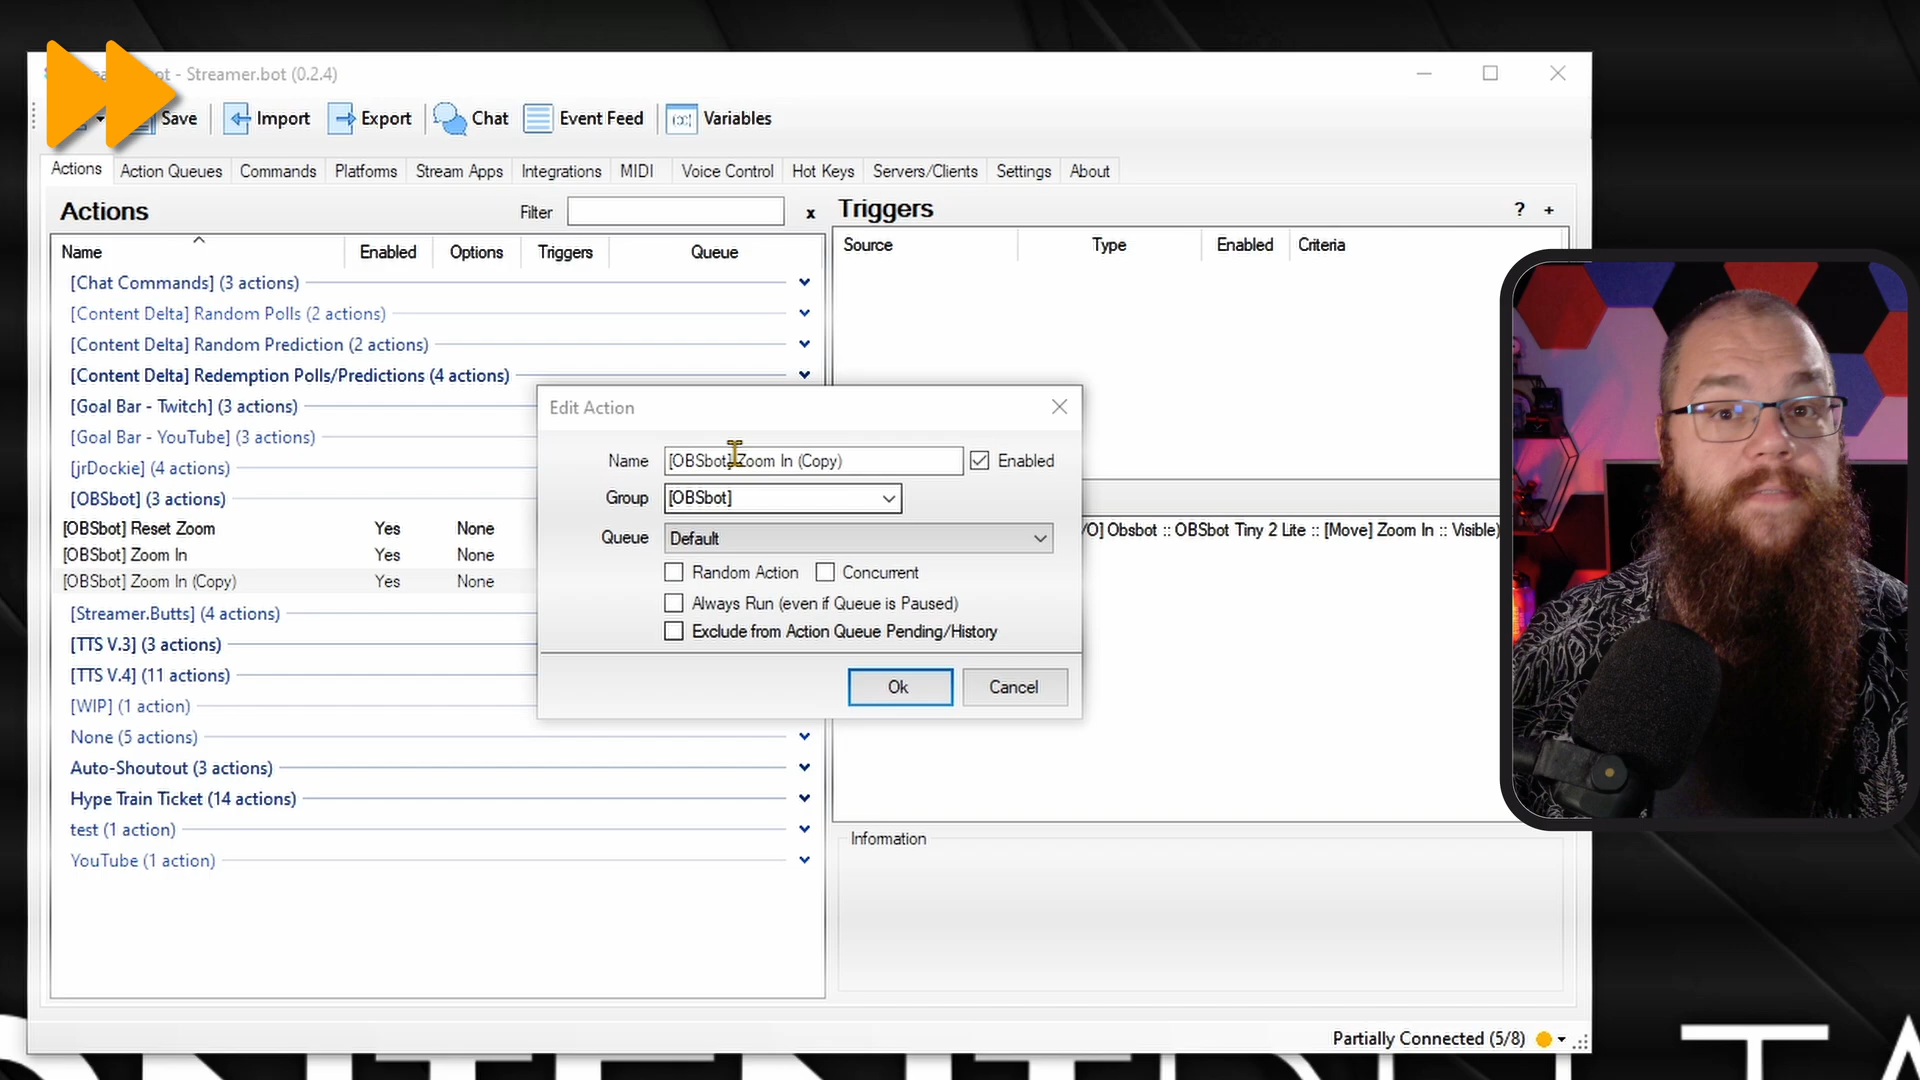 ot - Streamer.bot (0.2.4)
Save Import Export Chat Event Feed Variables
Actions Action Queues Commands Platforms Stream Apps Integrations MIDI Voice Control Hot Keys Servers/Clients Settings About
Actions Filter x
Name Enabled Options Triggers Queue
[Chat Commands] (3 actions)
[Content Delta] Random Polls (2 actions)
[Content Delta] Random Prediction (2 actions)
[Content Delta] Redemption Polls/Predictions (4 actions)
[Goal Bar - Twitch] (3 actions)
[Goal Bar - YouTube] (3 actions)
[jrDockie] (4 actions)
[OBSbot] (3 actions)
[OBSbot] Reset Zoom Yes None
[OBSbot] Zoom In Yes None
[OBSbot] Zoom In (Copy) Yes None
[Streamer.Butts] (4 actions)
[TTS V.3] (3 actions)
[TTS V.4] (11 actions)
[WIP] (1 action)
None (5 actions)
Auto-Shoutout (3 actions)
Hype Train Ticket (14 actions)
test (1 action)
YouTube (1 action)
Triggers ? +
Source Type Enabled Criteria
Edit Action
Name [OBSbot] Zoom In (Copy) Enabled
Group [OBSbot]
Queue Default
Random Action Concurrent
Always Run (even if Queue is Paused)
Exclude from Action Queue Pending/History
Ok Cancel
/O] Obsbot :: OBSbot Tiny 2 Lite :: [Move] Zoom In :: Visible)
Information
Partially Connected (5/8)